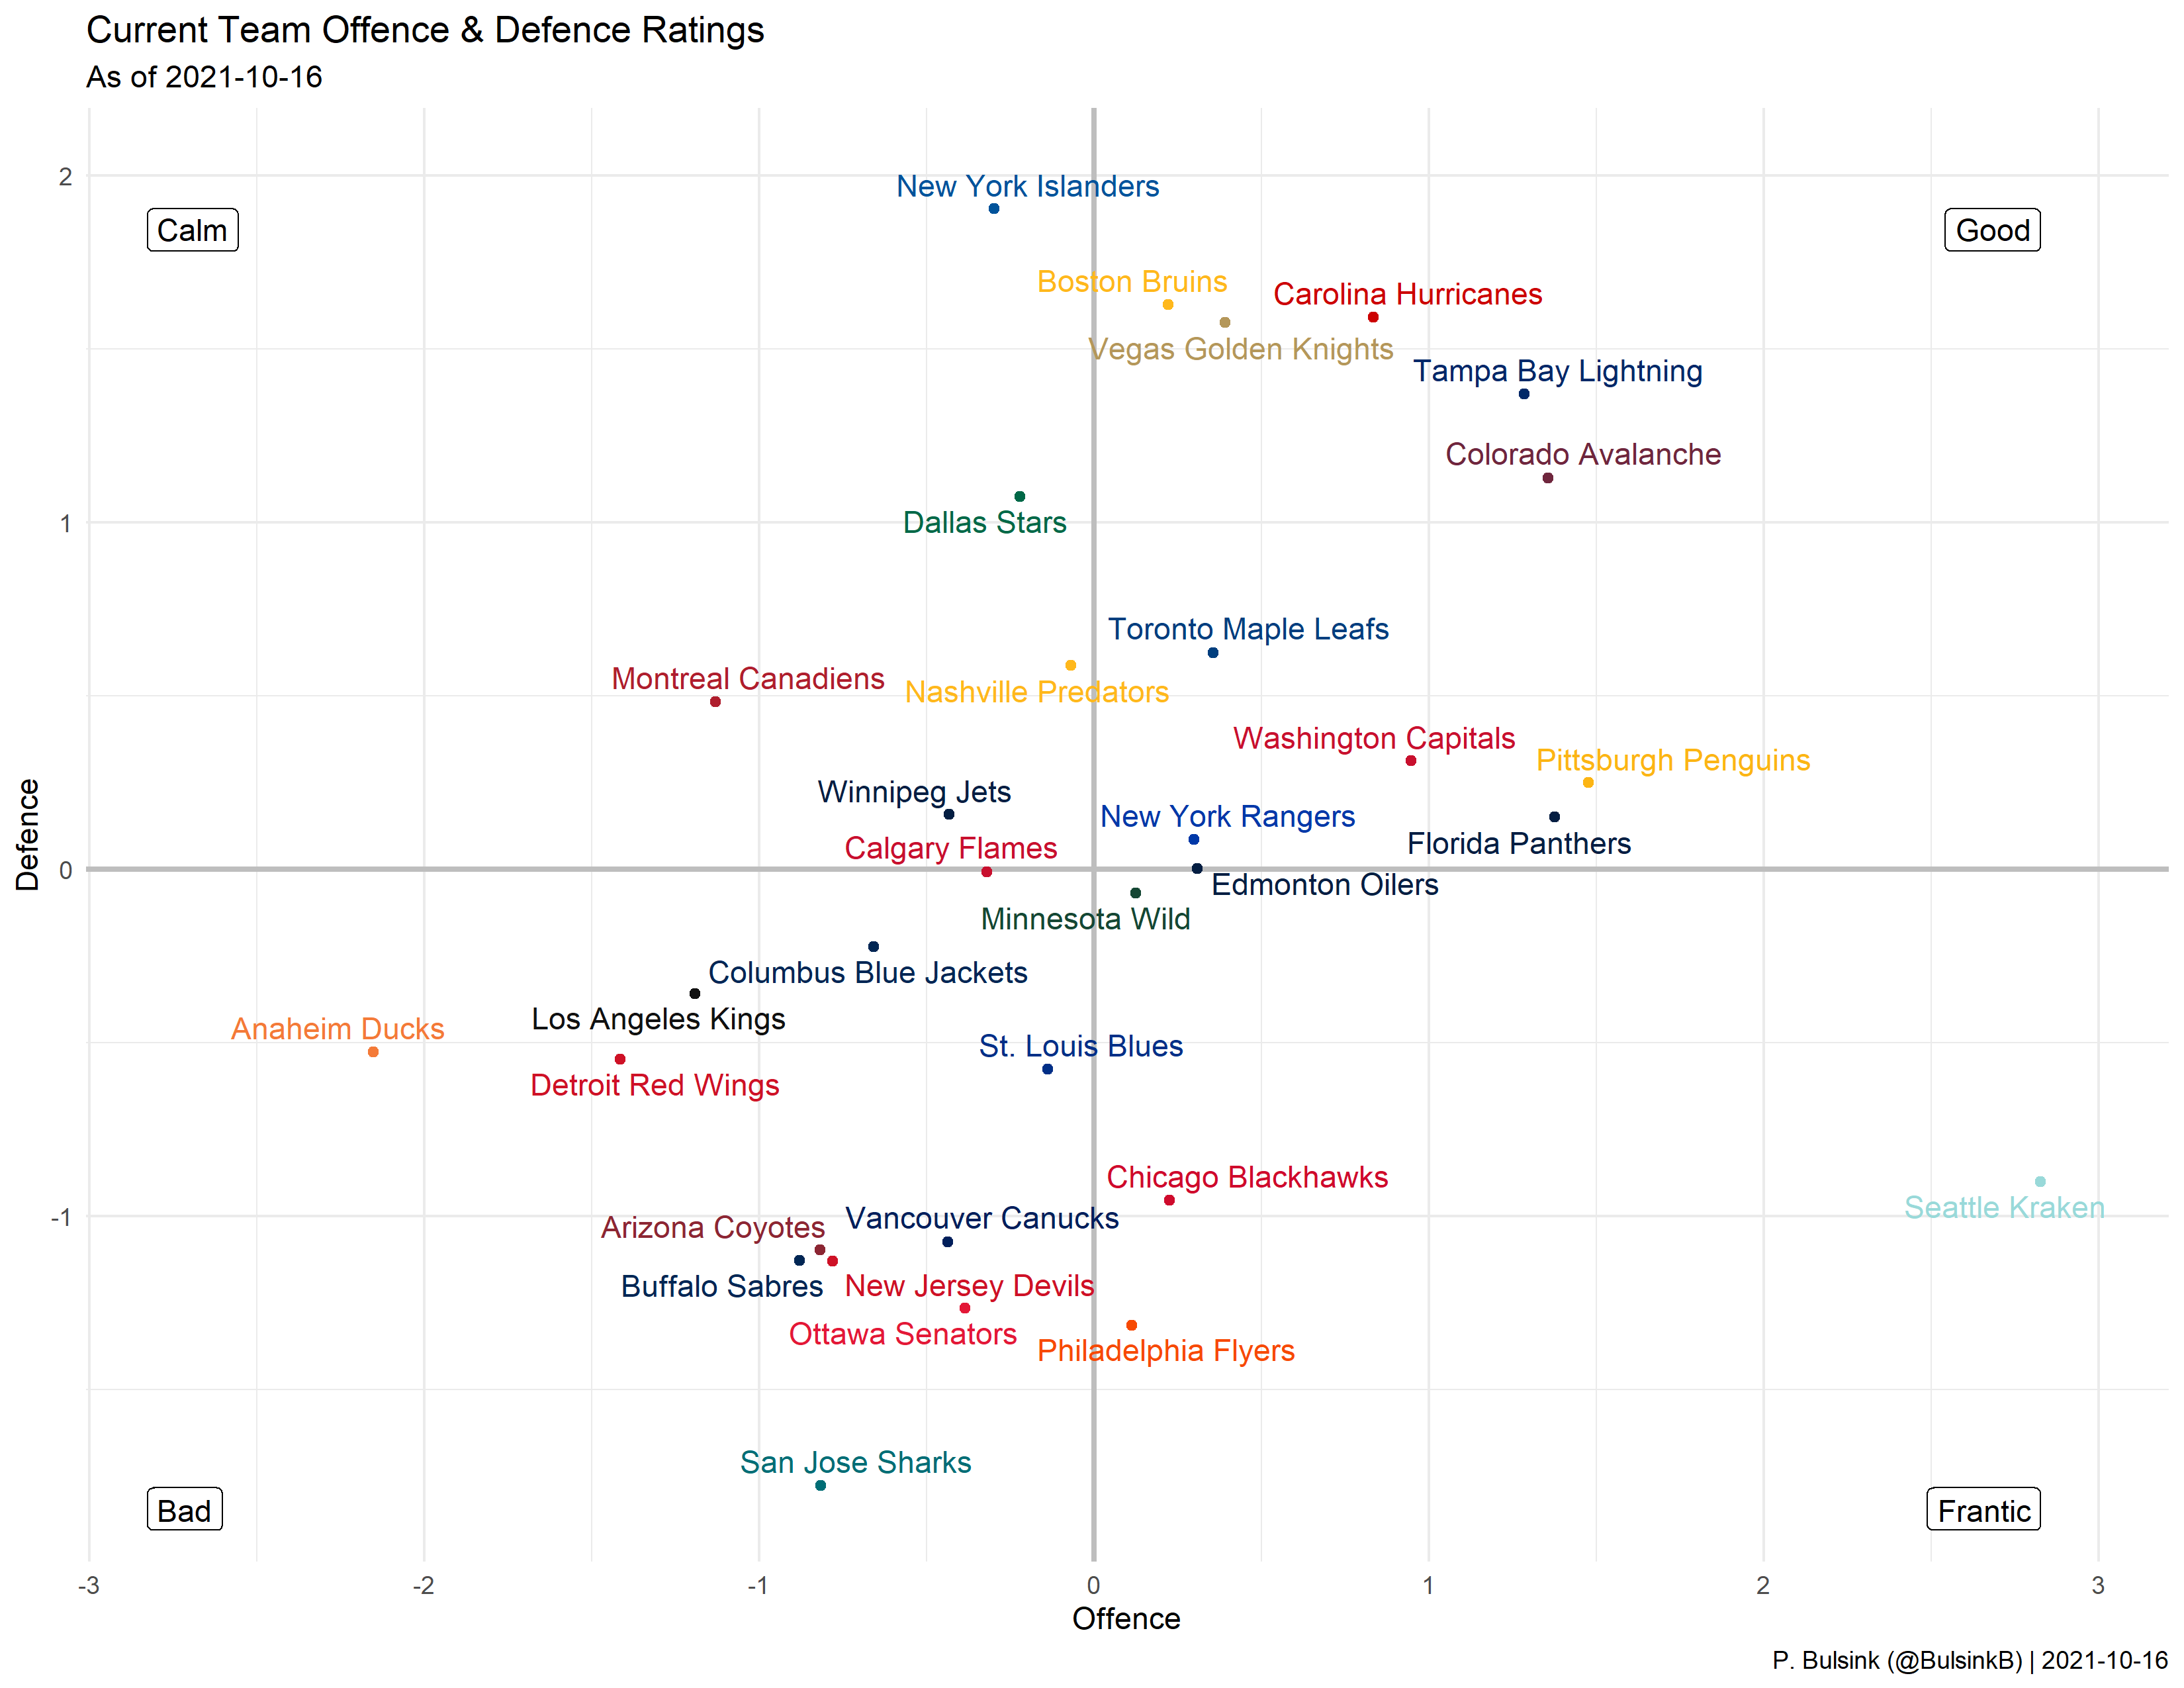 Current Team Offence & Defence Ratings
As of 2021-10-16
2
New York Islanders
Calm
Good
Boston Bruins
Carolina Hurricanes
Vegas Golden Knights
Tampa Bay Lightning
Colorado Avalanche
1
Dallas Stars
Toronto Maple Leafs
Montreal Canadiens
Nashville Predators
Washington Capitals
Pittsburgh Penguins
Winnipeg Jets
New York Rangers
Defence
Calgary Flames
Florida Panthers
0
Edmonton Oilers
Minnesota Wild
Columbus Blue Jackets
Los Angeles Kings
Anaheim Ducks
St. Louis Blues
Detroit Red Wings
Chicago Blackhawks
Seattle Kraken
-1
Vancouver Canucks
Arizona Coyotes
Buffalo Sabres
New Jersey Devils
Ottawa Senators
Philadelphia Flyers
San Jose Sharks
Bad
Frantic
-3 -2 -1 0 1 2 3
Offence
P. Bulsink (@BulsinkB) | 2021-10-16